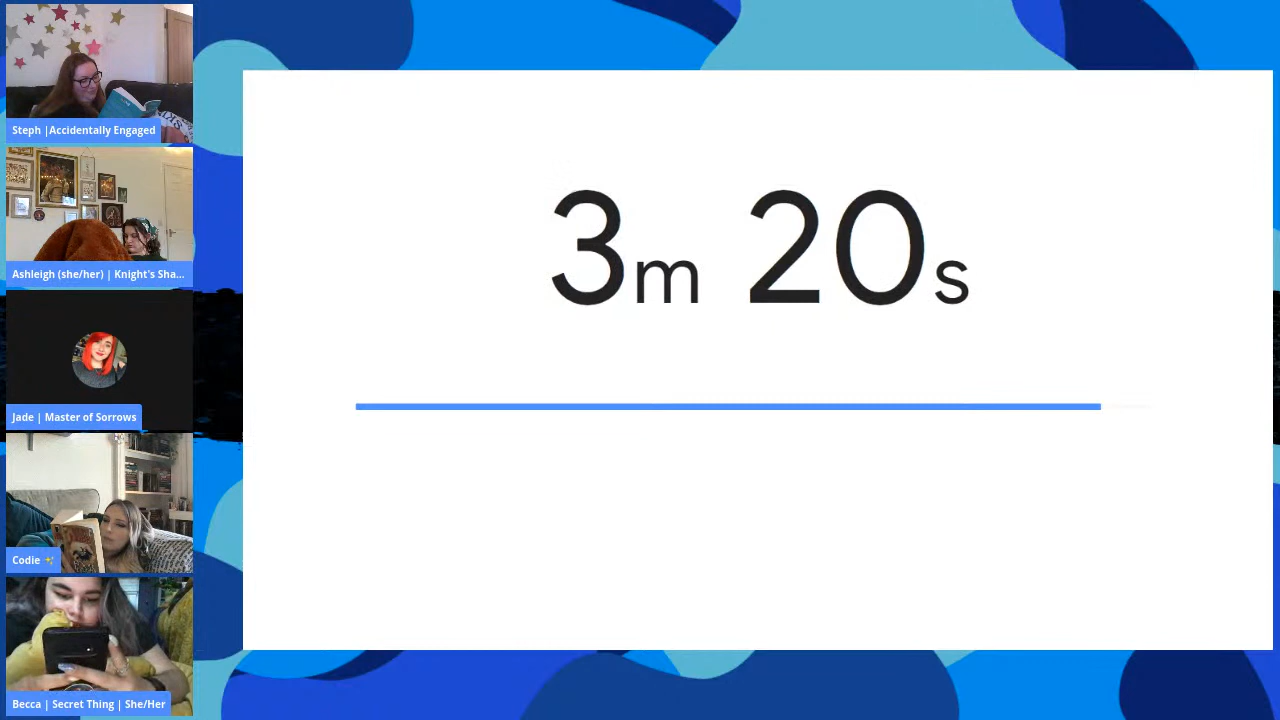 Steph |Accidentally Engaged
3m 20s
Ashleigh (she/her) | Knight's Sha...
Jade | Master of Sorrows
Codie ✨
Becca | Secret Thing | She/Her